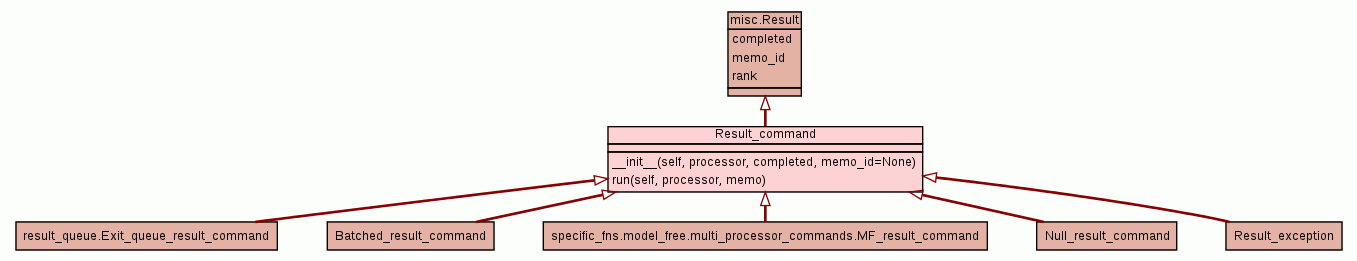 misc.Result
completed
memo_id
rank
Result_command
__init__(self, processor, completed, memo_id=None)
run(self, processor, memo)
result_queue.Exit_queue_result_command
Batched_result_command
specific_fns.model_free.multi_processor_commands.MF_result_command
Null_result_command
Result_exception